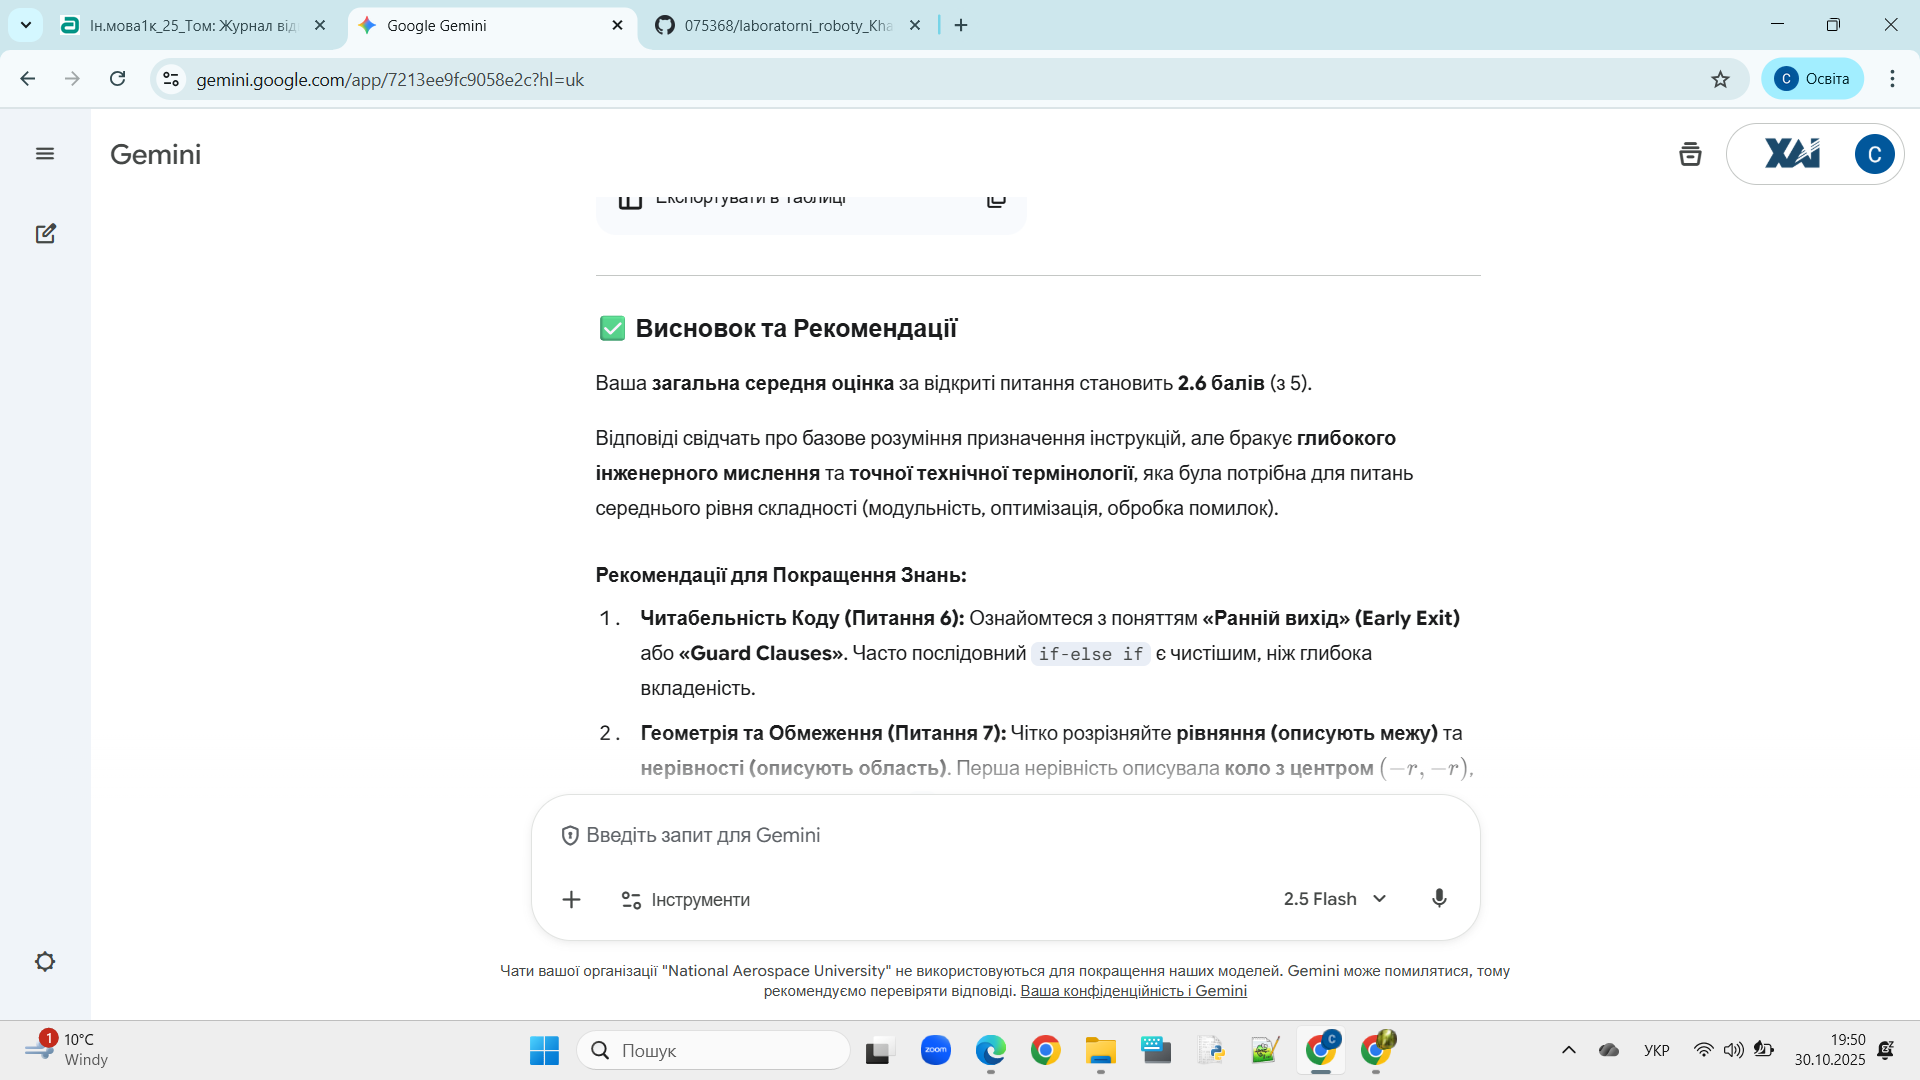 Ін.мова1к_25_Том: Журнал від
Google Gemini
075368/laboratorni_roboty_Kha
gemini.google.com/app/7213ee9fc9058e2c?hl=uk
C
Освіта
Gemini
XAI
C
Експортувати в Таблиці
✅ Висновок та Рекомендації
Ваша загальна середня оцінка за відкриті питання становить 2.6 балів (з 5).
Відповіді свідчать про базове розуміння призначення інструкцій, але бракує глибокого
інженерного мислення та точної технічної термінології, яка була потрібна для питань
середнього рівня складності (модульність, оптимізація, обробка помилок).
Рекомендації для Покращення Знань:
1. Читабельність Коду (Питання 6): Ознайомтеся з поняттям «Ранній вихід» (Early Exit)
або «Guard Clauses». Часто послідовний if-else if є чистішим, ніж глибока
вкладеність.
2. Геометрія та Обмеження (Питання 7): Чітко розрізняйте рівняння (описують межу) та
нерівності (описують область). Перша нерівність описувала коло з центром (−r, −r),
Введіть запит для Gemini
Інструменти
2.5 Flash
Чати вашої організації "National Aerospace University" не використовуються для покращення наших моделей. Gemini може помилятися, тому
рекомендуємо перевіряти відповіді. Ваша конфіденційність і Gemini
1
10°C
Windy
Пошук
zoom
C
УКР
19:50
30.10.2025